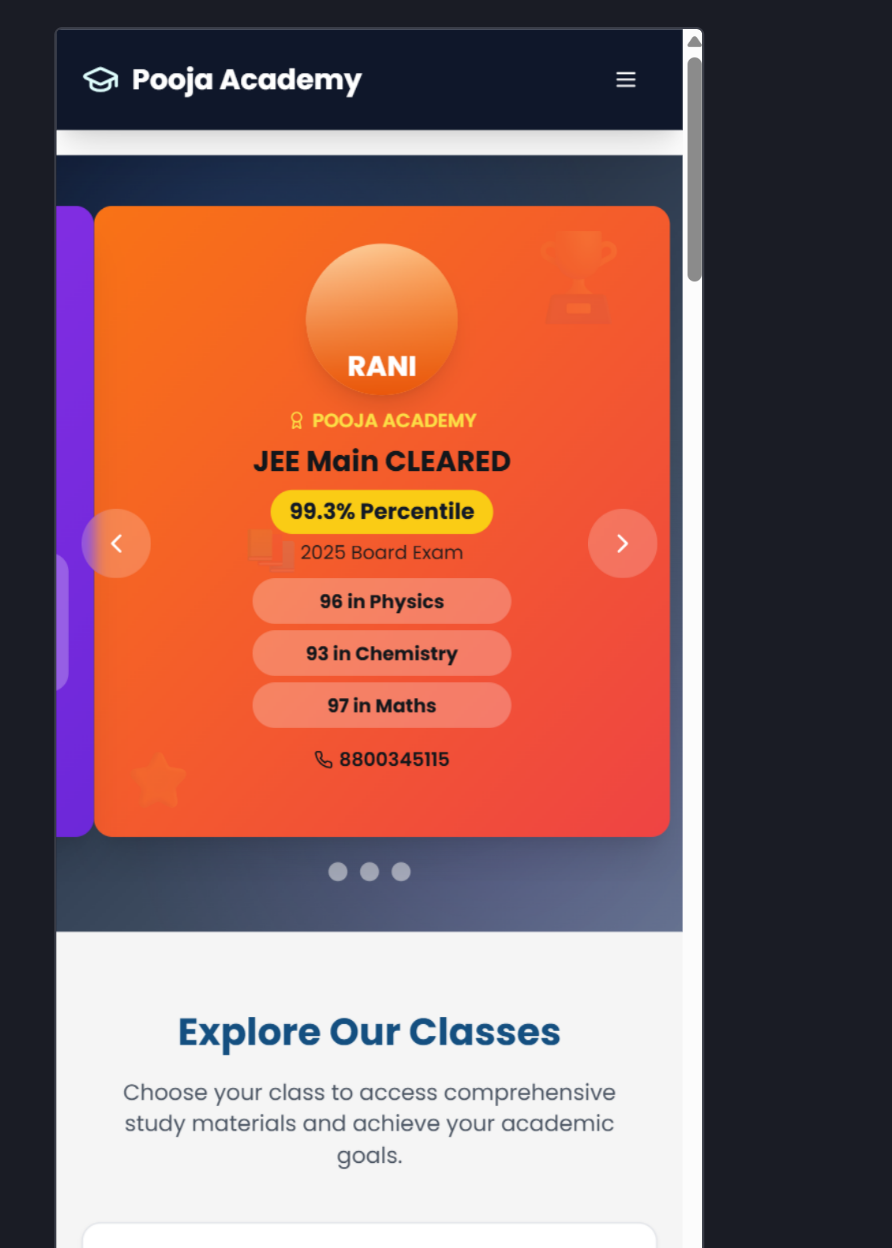 Pooja Academy
RANI
POOJA ACADEMY
JEE Main CLEARED
99.3% Percentile
2025 Board Exam
96 in Physics
93 in Chemistry
97 in Maths
8800345115
Explore Our Classes
Choose your class to access comprehensive
study materials and achieve your academic
goals.